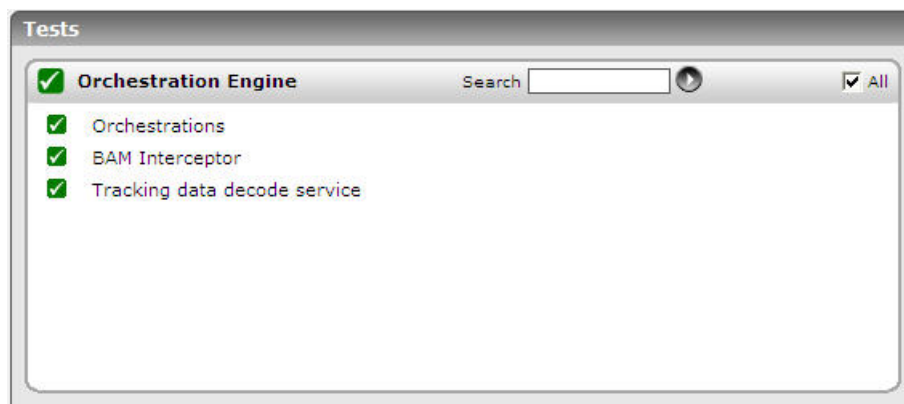 Tests
Orchestration Engine Search All
Orchestrations
BAM Interceptor
Tracking data decode service